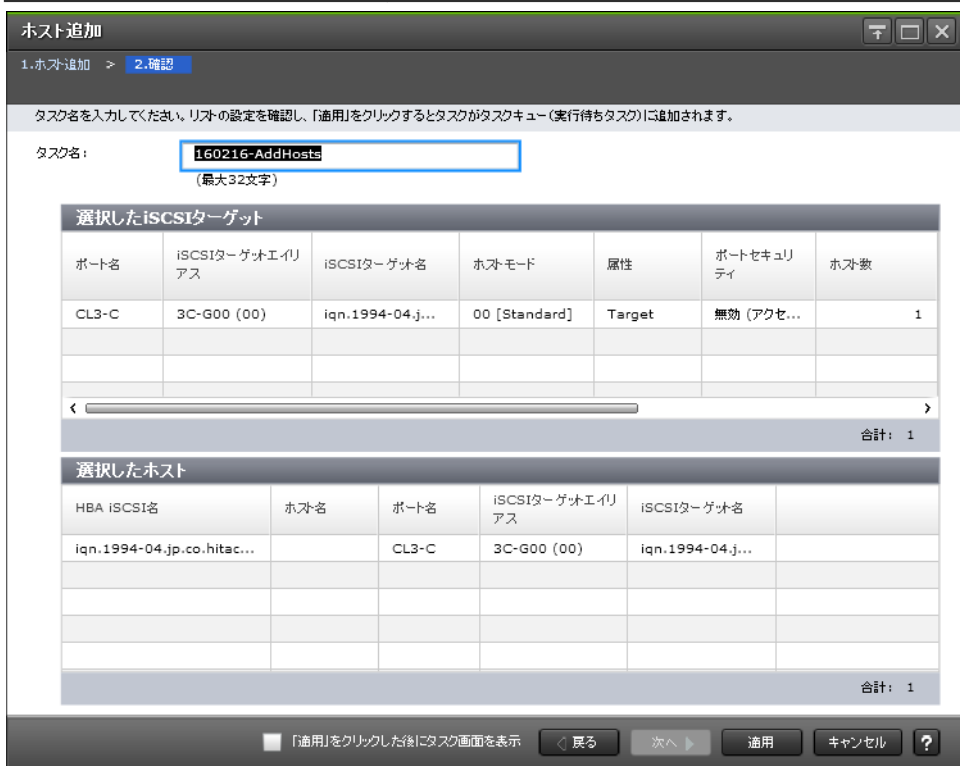 ホスト追加
1.ホスト追加 > 2.確認
タスク名を入力してください。リストの設定を確認し、「適用」をクリックするとタスクがタスクキュー(実行待ちタスク)に追加されます。
タスク名: 160216-AddHosts
(最大32文字)
選択したiSCSIターゲット
ポート名 iSCSIターゲットエイリアス iSCSIターゲット名 ホストモード 属性 ポートセキュリティ ホスト数
CL3-C 3C-G00 (00) iqn.1994-04.j... 00 [Standard] Target 無効 (アクセ... 1
合計: 1
選択したホスト
HBA iSCSI名 ホスト名 ポート名 iSCSIターゲットエイリアス iSCSIターゲット名
iqn.1994-04.jp.co.hitac... CL3-C 3C-G00 (00) iqn.1994-04.j...
合計: 1
「適用」をクリックした後にタスク画面を表示 戻る 次へ 適用 キャンセル ?